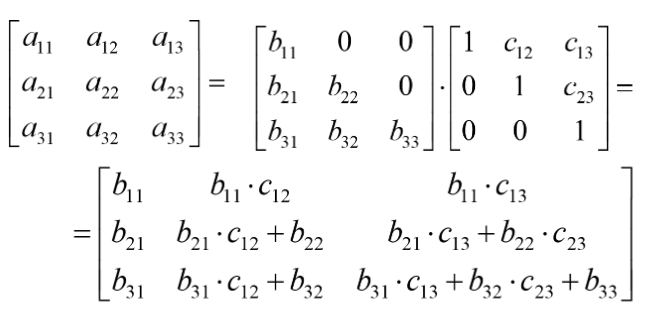 [a₁₁ a₁₂ a₁₃] = [b₁₁ 0 0] · [1 c₁₂ c₁₃] =
[a₂₁ a₂₂ a₂₃] [b₂₁ b₂₂ 0] [0 1 c₂₃]
[a₃₁ a₃₂ a₃₃] [b₃₁ b₃₂ b₃₃] [0 0 1]
= [b₁₁ b₁₁·c₁₂ b₁₁·c₁₃]
[b₂₁ b₂₁·c₁₂+b₂₂ b₂₁·c₁₃+b₂₂·c₂₃]
[b₃₁ b₃₁·c₁₂+b₃₂ b₃₁·c₁₃+b₃₂·c₂₃+b₃₃]